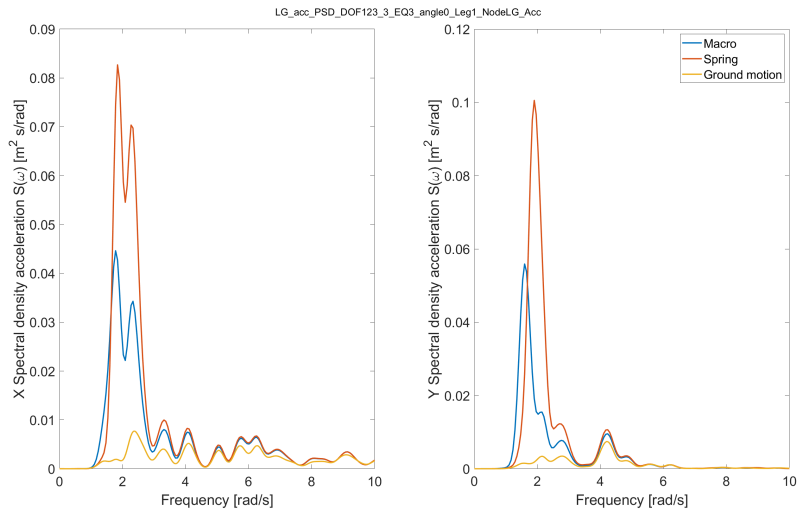 LG_acc_PSD_DOF123_3_EQ3_angle0_Leg1_NodeLG_Acc
X Spectral density acceleration S(ω) [m² s/rad]
0.09
0.08
0.07
0.06
0.05
0.04
0.03
0.02
0.01
0
0 2 4 6 8 10
Frequency [rad/s]
Y Spectral density acceleration S(ω) [m² s/rad]
0.12
0.1
0.08
0.06
0.04
0.02
0
0 2 4 6 8 10
Frequency [rad/s]
Macro
Spring
Ground motion